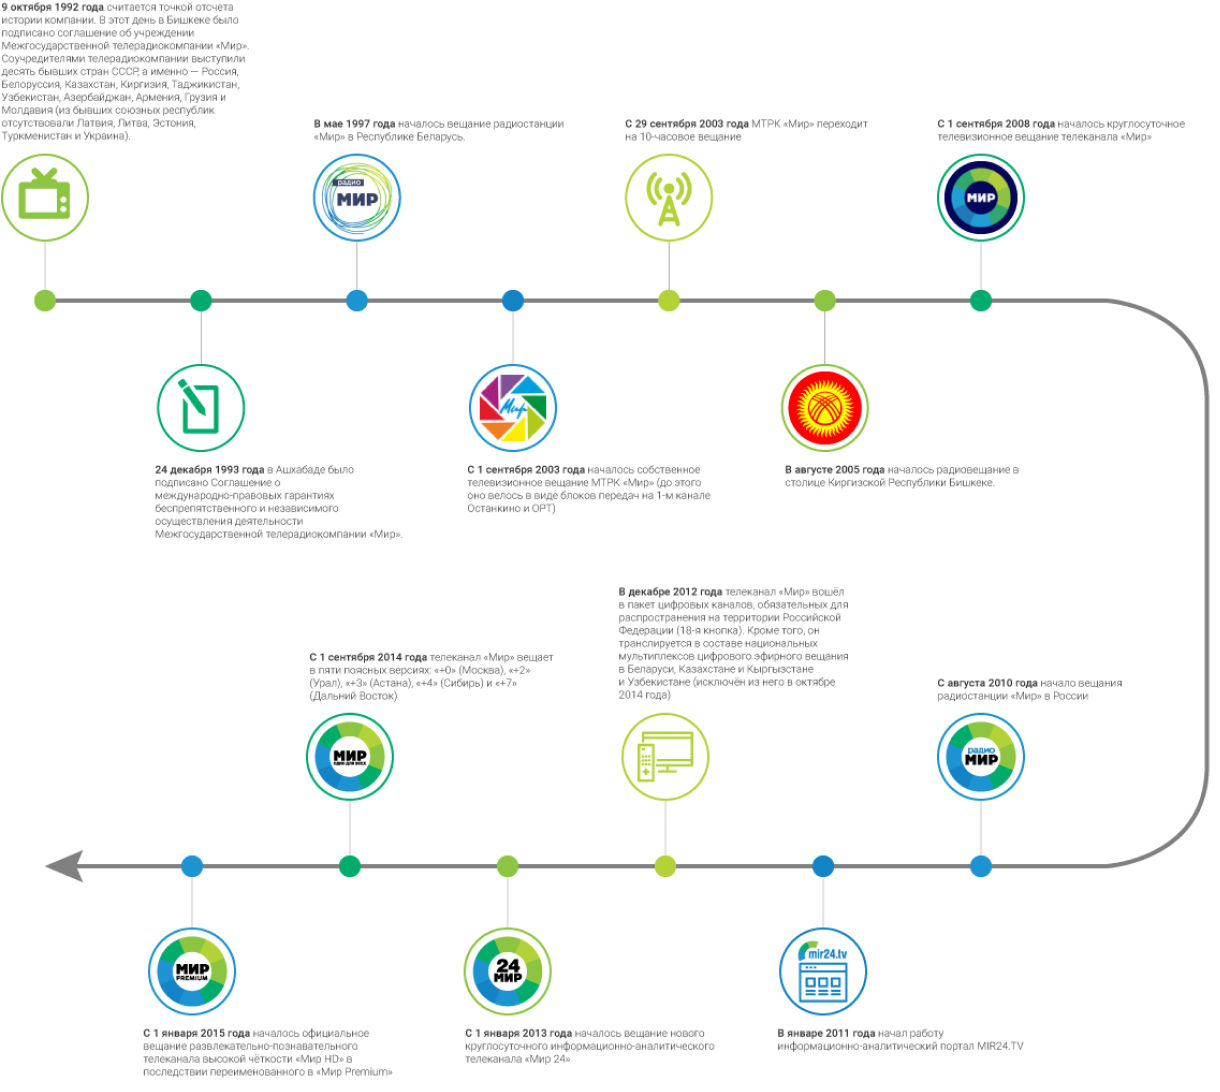 9 октября 1992 года считается точкой отсчета
истории компании. В этот день в Бишкеке было
подписано соглашение об учреждении
Межгосударственной телерадиокомпании «Мир».
Соучредителями телерадиокомпании выступили
десять бывших стран СССР, а именно — Россия,
Белоруссия, Казахстан, Киргизия, Таджикистан,
Узбекистан, Азербайджан, Армения, Грузия и
Молдавия (из бывших союзных республик
отсутствовали Латвия, Литва, Эстония,
Туркменистан и Украина).
В мае 1997 года началось вещание радиостанции
«Мир» в Республике Беларусь.
С 29 сентября 2003 года МТРК «Мир» переходит
на 10-часовое вещание
С 1 сентября 2008 года началось круглосуточное
телевизионное вещание телеканала «Мир»
радио
МИР
МИР
Мир
24 декабря 1993 года в Ашхабаде было
подписано Соглашение о
международно-правовых гарантиях
беспрепятственного и независимого
осуществления деятельности
Межгосударственной телерадиокомпании «Мир».
С 1 сентября 2003 года началось собственное
телевизионное вещание МТРК «Мир» (до этого
оно велось в виде блоков передач на 1-м канале
Останкино и ОРТ)
В августе 2005 года началось радиовещание в
столице Киргизской Республики Бишкеке.
С 1 сентября 2014 года телеканал «Мир» вещает
в пяти поясных версиях: «+0» (Москва), «+2»
(Урал), «+3» (Астана), «+4» (Сибирь) и «+7»
(Дальний Восток)
В декабре 2012 года телеканал «Мир» вошёл
в пакет цифровых каналов, обязательных для
распространения на территории Российской
Федерации (18-я кнопка). Кроме того, он
транслируется в составе национальных
мультиплексов цифрового эфирного вещания
в Беларуси, Казахстане и Кыргызстане
и Узбекистане (исключён из него в октябре
2014 года)
С августа 2010 года начало вещания
радиостанции «Мир» в России
МИР
ОДИН ДЛЯ ВСЕХ
радио
МИР
МИР
PREMIUM
24
МИР
mir24.tv
С 1 января 2015 года началось официальное
вещание развлекательно-познавательного
телеканала высокой чёткости «Мир HD» в
последствии переименованного в «Мир Premium»
С 1 января 2013 года началось вещание нового
круглосуточного информационно-аналитического
телеканала «Мир 24»
В январе 2011 года начал работу
информационно-аналитический портал MIR24.TV